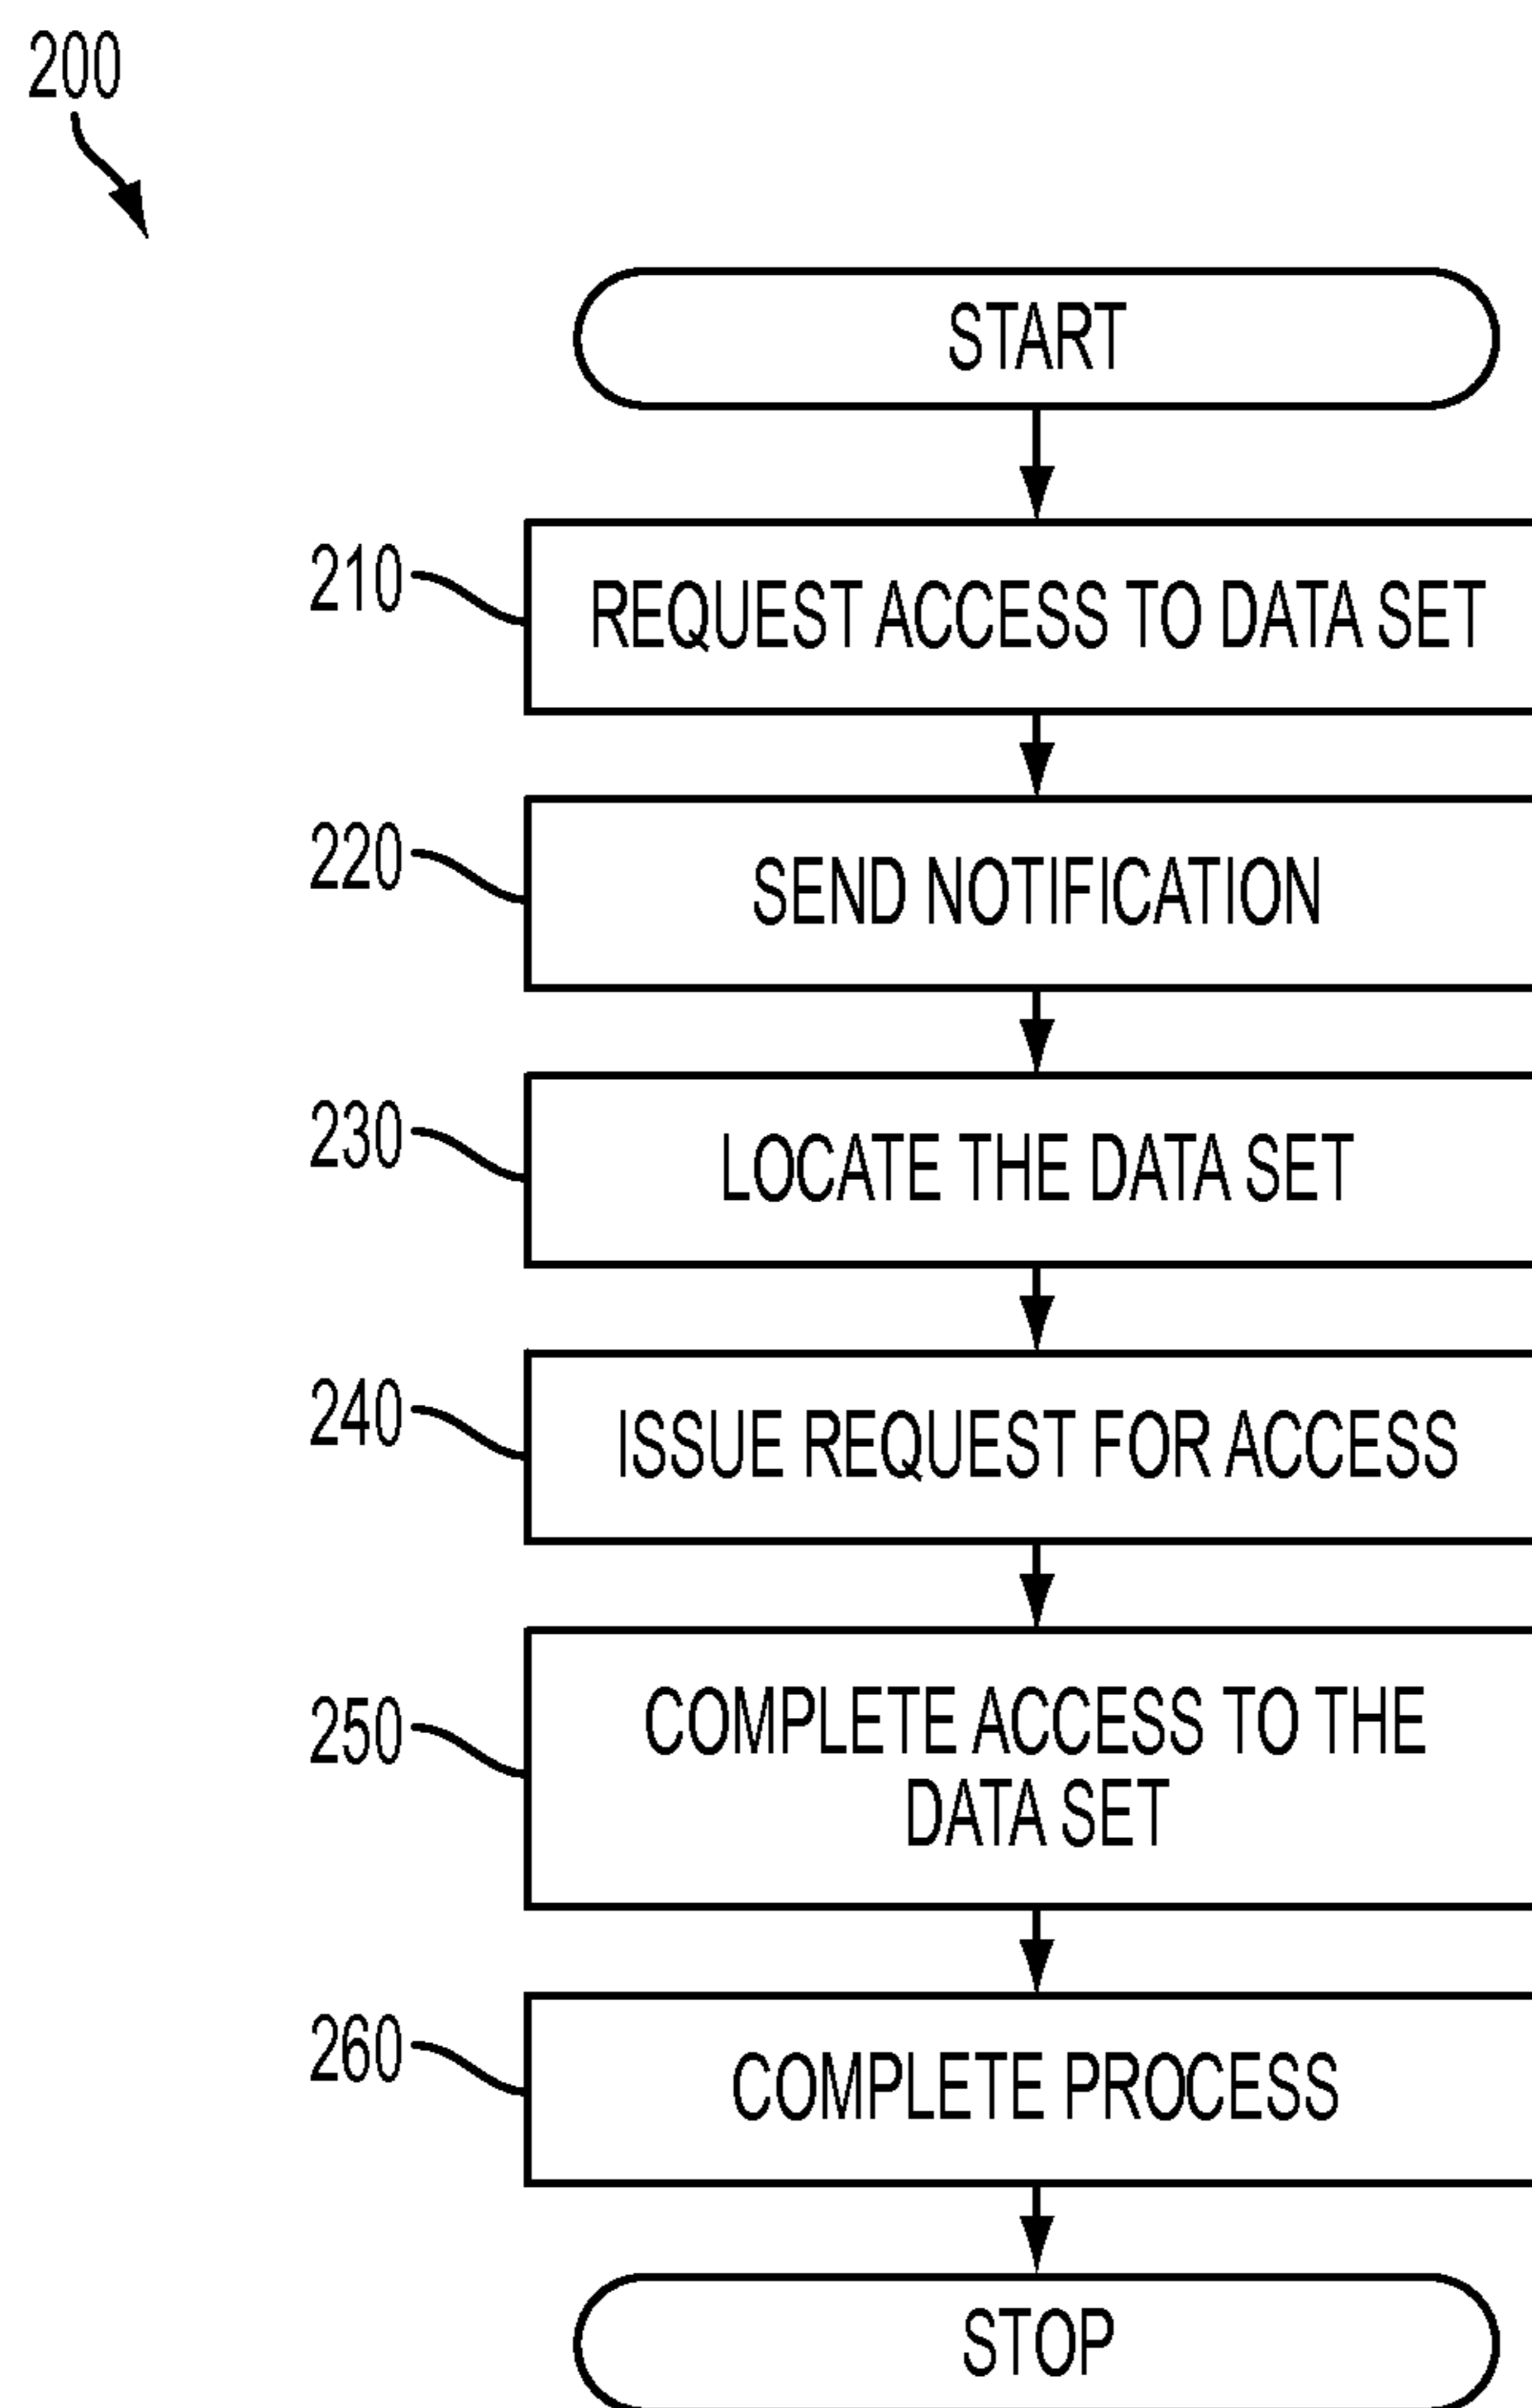 200
START
210
REQUEST ACCESS TO DATA SET
220
SEND NOTIFICATION
230
LOCATE THE DATA SET
240
ISSUE REQUEST FOR ACCESS
250
COMPLETE ACCESS TO THE
DATA SET
260
COMPLETE PROCESS
STOP